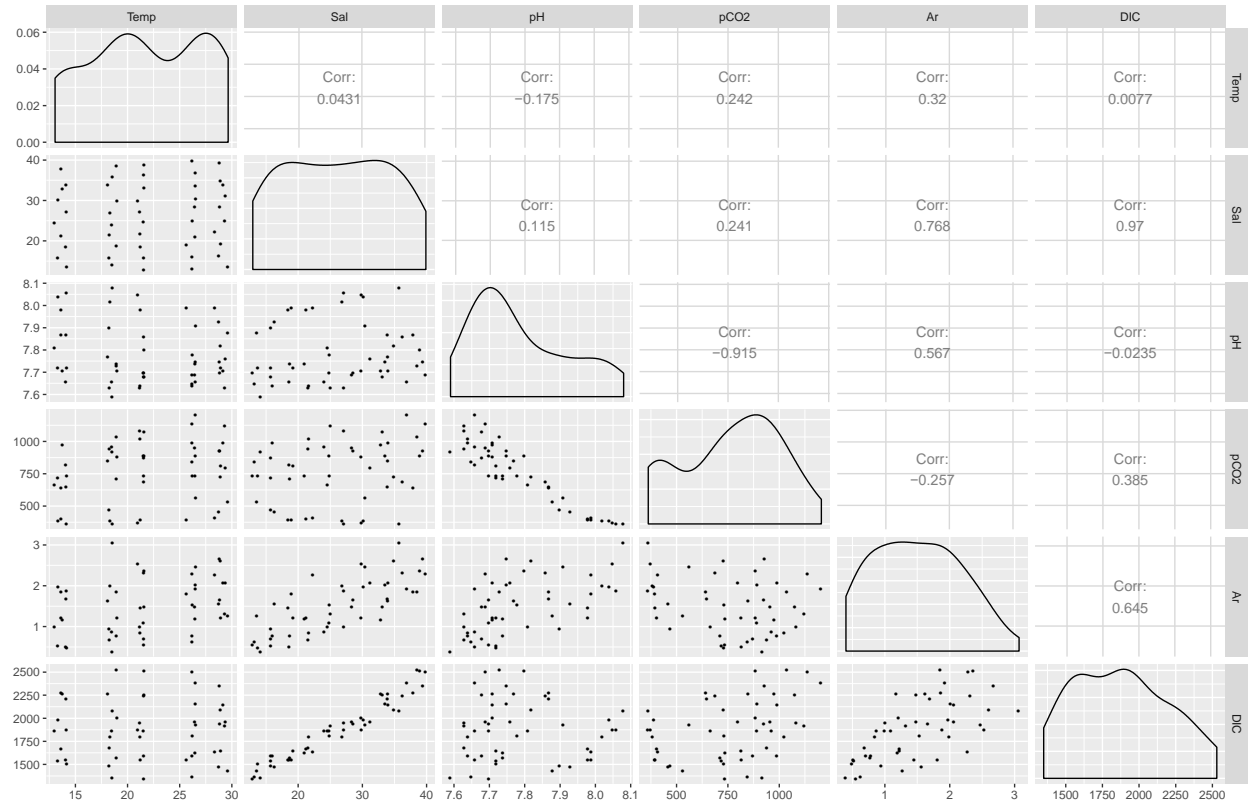 Temp Sal pH pCO2 Ar DIC
0.06
0.04
0.02
0.00
Corr:
0.0431
Corr:
−0.175
Corr:
0.242
Corr:
0.32
Corr:
0.0077
Temp
40
30
20
Corr:
0.115
Corr:
0.241
Corr:
0.768
Corr:
0.97
Sal
8.1
8.0
7.9
7.8
7.7
7.6
Corr:
−0.915
Corr:
0.567
Corr:
−0.0235
pH
1000
750
500
Corr:
−0.257
Corr:
0.385
pCO2
3
2
1
Corr:
0.645
Ar
2500
2250
2000
1750
1500
DIC
15 20 25 30 20 30 40 7.6 7.7 7.8 7.9 8.0 8.1 500 750 1000 1 2 3 1500 1750 2000 2250 2500